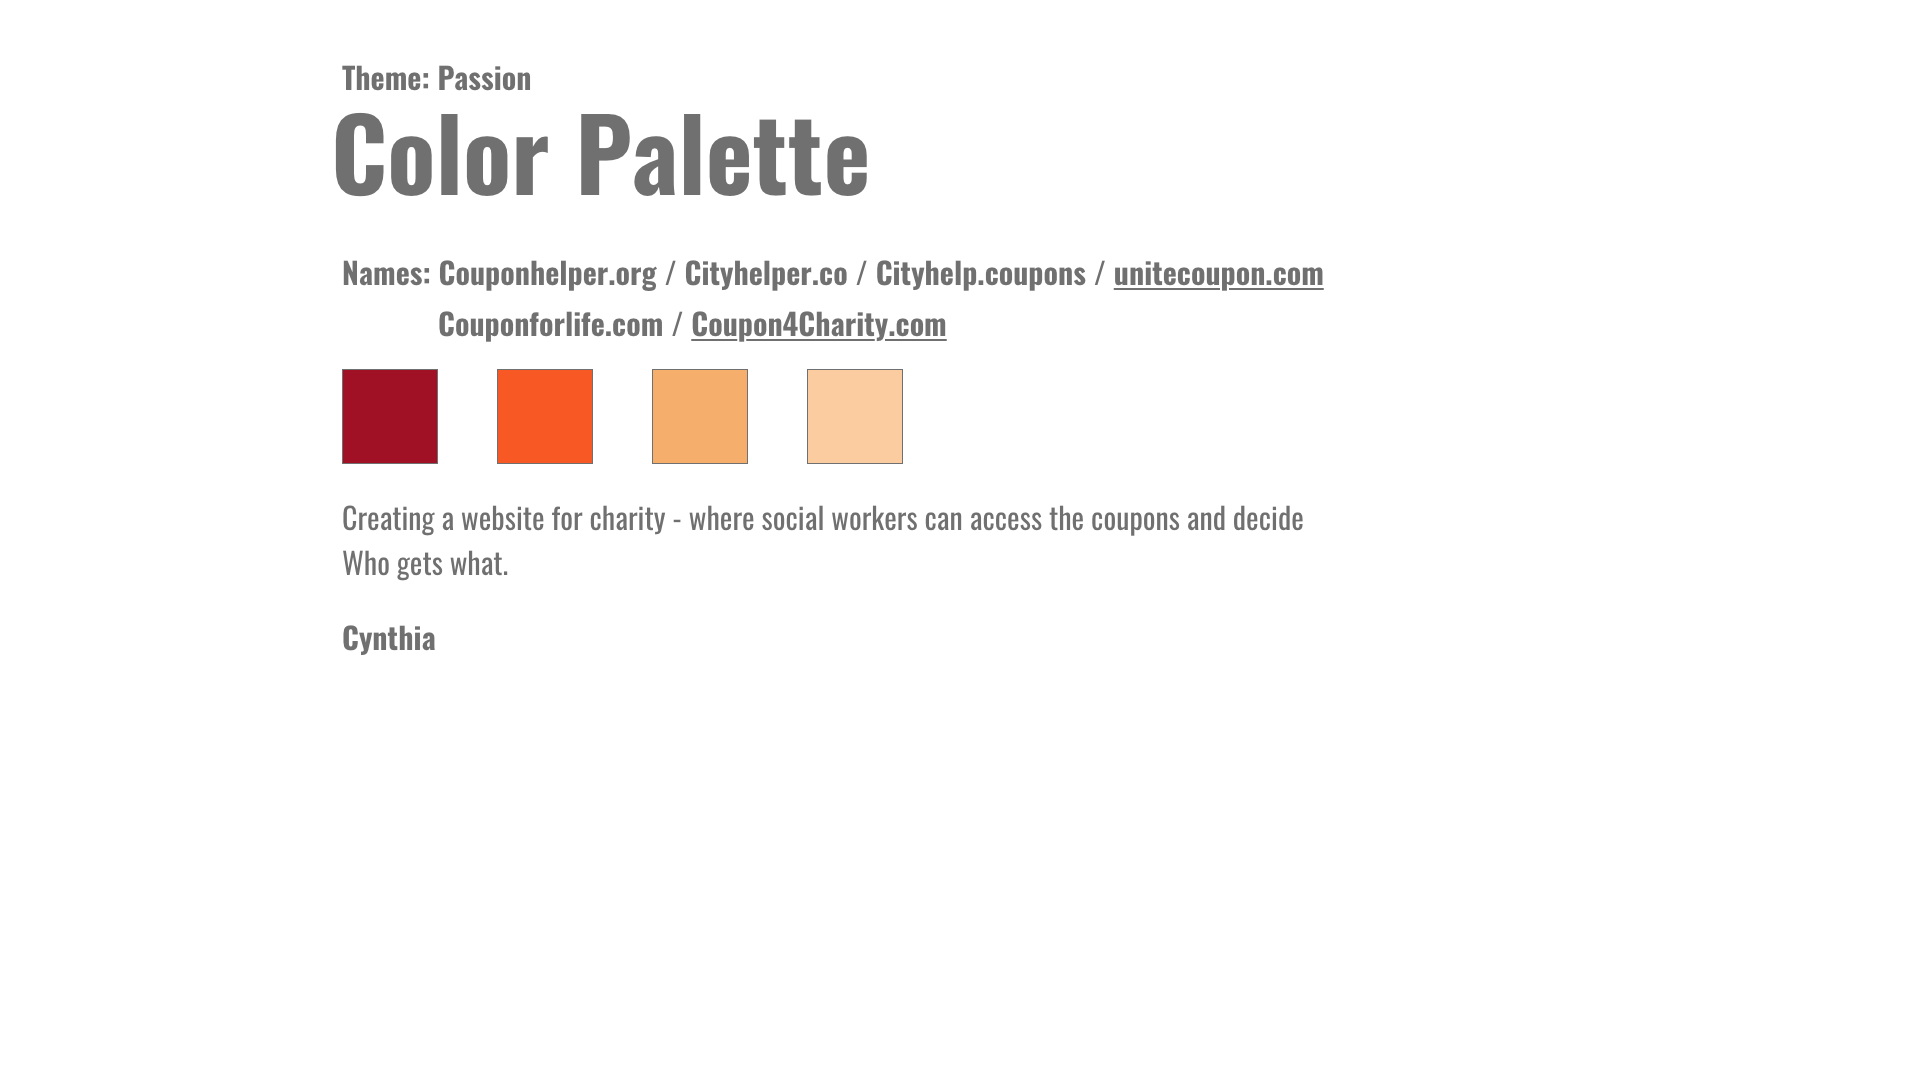 Theme: Passion
Color Palette
Names: Couponhelper.org / Cityhelper.co / Cityhelp.coupons / unitecoupon.com
Couponforlife.com / Coupon4Charity.com
Creating a website for charity - where social workers can access the coupons and decide
Who gets what.
Cynthia